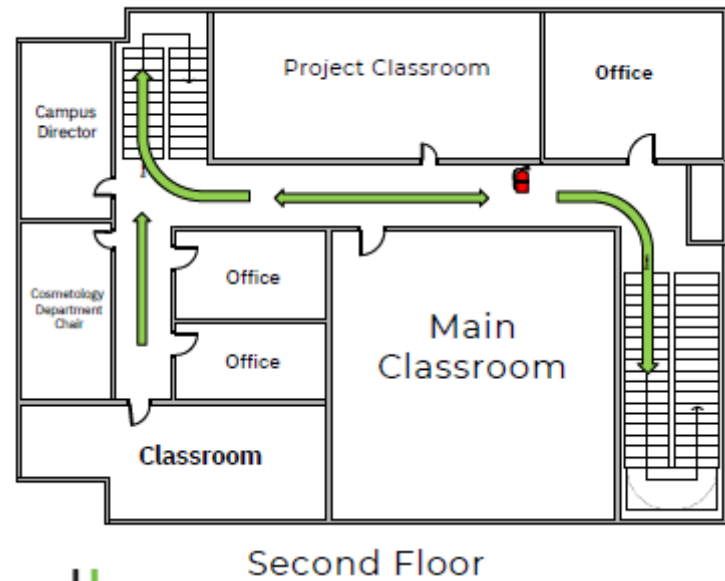 Project Classroom
Office
Campus
Director
Cosmetology
Department
Chair
Office
Office
Main
Classroom
Classroom
Second Floor